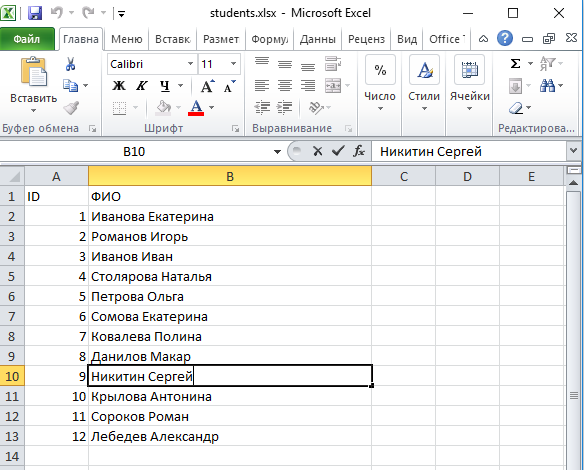 students.xlsx - Microsoft Excel
Файл Главна Меню Вставк Размет Формул Данны Реценз Вид Office
Вставить Calibri 11 Ж К Ч A A А % Число Стили Ячейки Σ
Буфер обмена Шрифт Выравнивание Редактирова...
B10 fx Никитин Сергей
A B C D E
1 ID ФИО
2 1 Иванова Екатерина
3 2 Романов Игорь
4 3 Иванов Иван
5 4 Столярова Наталья
6 5 Петрова Ольга
7 6 Сомова Екатерина
8 7 Ковалева Полина
9 8 Данилов Макар
10 9 Никитин Сергей
11 10 Крылова Антонина
12 11 Сороков Роман
13 12 Лебедев Александр
14